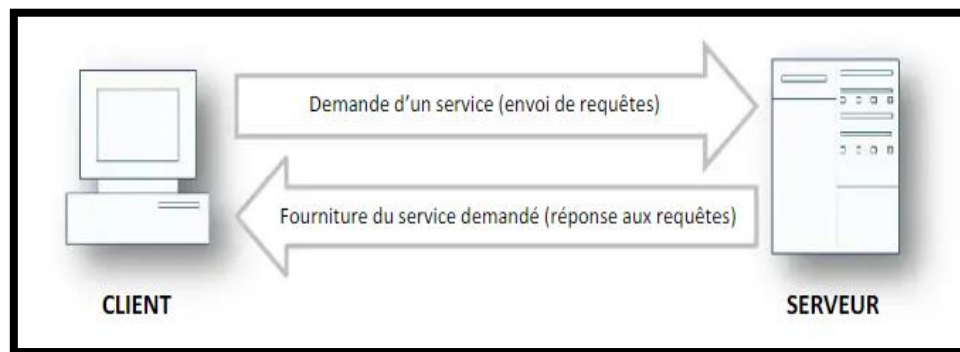 Demande d'un service (envoi de requêtes)
Fourniture du service demandé (réponse aux requêtes)
CLIENT
SERVEUR